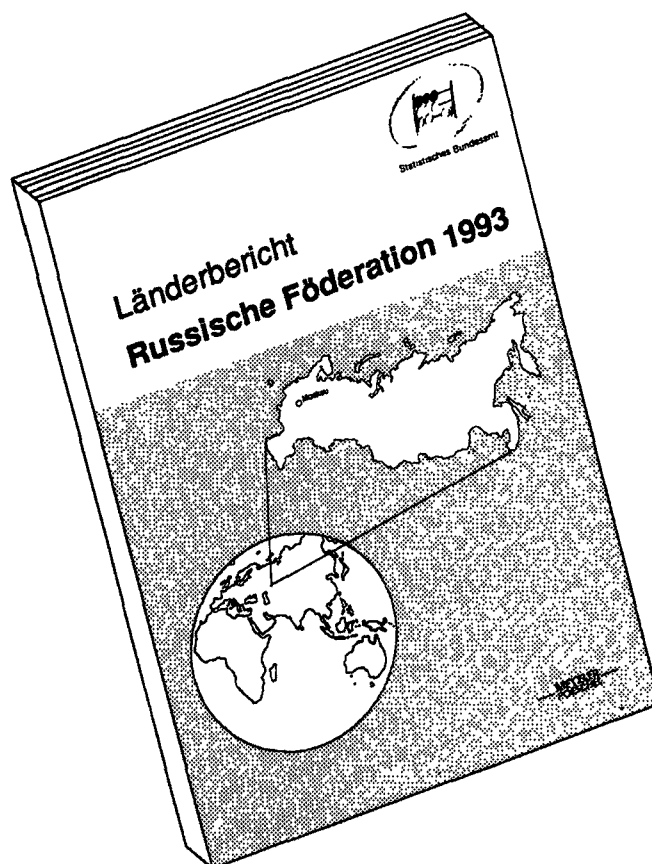 Statistisches Bundesamt
Länderbericht
Russische Föderation 1993
Moskau